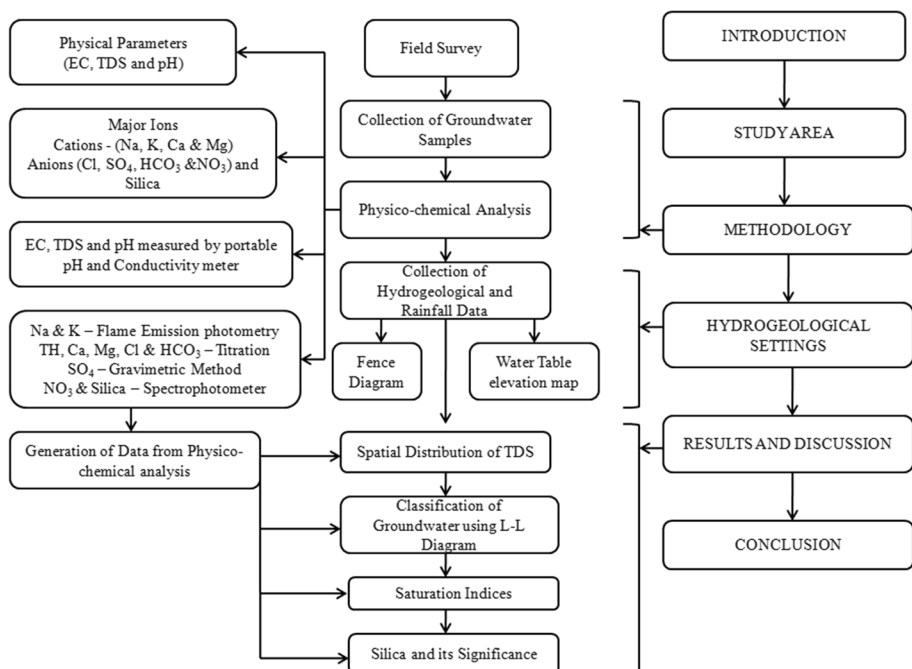 Physical Parameters
(EC, TDS and pH)
Major Ions
Cations - (Na, K, Ca & Mg)
Anions (Cl, SO₄, HCO₃ &NO₃) and
Silica
EC, TDS and pH measured by portable
pH and Conductivity meter
Na & K – Flame Emission photometry
TH, Ca, Mg, Cl & HCO₃ – Titration
SO₄ – Gravimetric Method
NO₃ & Silica – Spectrophotometer
Generation of Data from Physico-
chemical analysis
Field Survey
Collection of Groundwater
Samples
Physico-chemical Analysis
Collection of
Hydrogeological and
Rainfall Data
Fence
Diagram
Water Table
elevation map
Spatial Distribution of TDS
Classification of
Groundwater using L-L
Diagram
Saturation Indices
Silica and its Significance
INTRODUCTION
STUDY AREA
METHODOLOGY
HYDROGEOLOGICAL
SETTINGS
RESULTS AND DISCUSSION
CONCLUSION